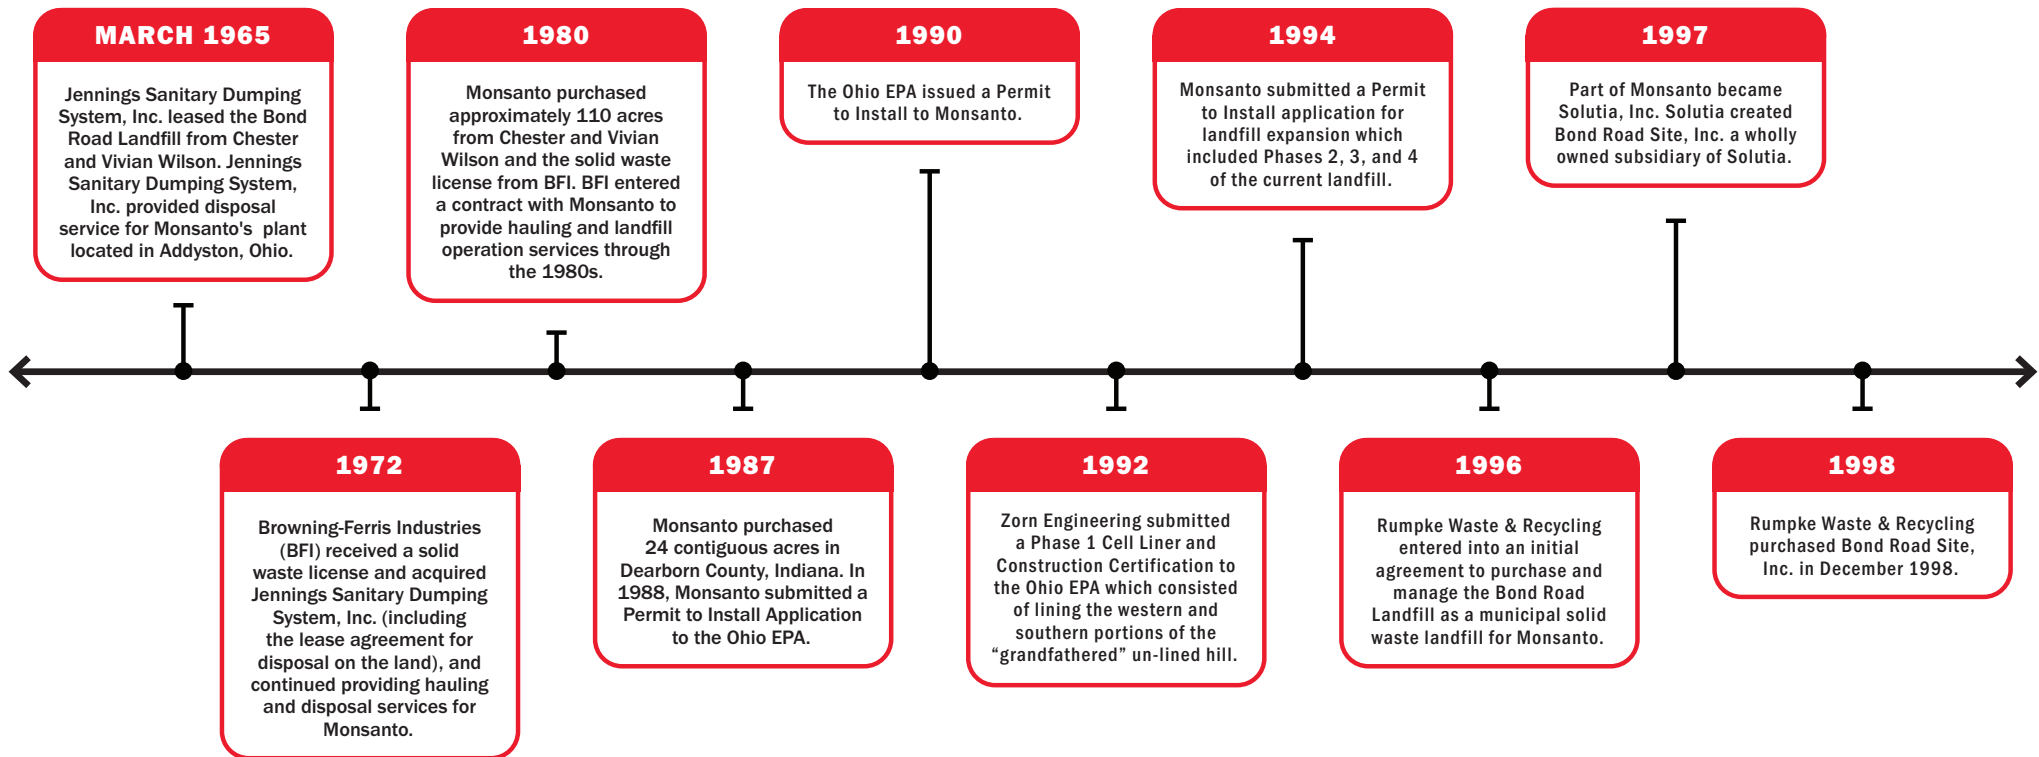 MARCH 1965
Jennings Sanitary Dumping
System, Inc. leased the Bond
Road Landfill from Chester
and Vivian Wilson. Jennings
Sanitary Dumping System,
Inc. provided disposal
service for Monsanto's plant
located in Addyston, Ohio.
1972
Browning-Ferris Industries
(BFI) received a solid
waste license and acquired
Jennings Sanitary Dumping
System, Inc. (including
the lease agreement for
disposal on the land), and
continued providing hauling
and disposal services for
Monsanto.
1980
Monsanto purchased
approximately 110 acres
from Chester and Vivian
Wilson and the solid waste
license from BFI. BFI entered
a contract with Monsanto to
provide hauling and landfill
operation services through
the 1980s.
1987
Monsanto purchased
24 contiguous acres in
Dearborn County, Indiana. In
1988, Monsanto submitted a
Permit to Install Application
to the Ohio EPA.
1990
The Ohio EPA issued a Permit
to Install to Monsanto.
1992
Zorn Engineering submitted
a Phase 1 Cell Liner and
Construction Certification to
the Ohio EPA which consisted
of lining the western and
southern portions of the
“grandfathered” un-lined hill.
1994
Monsanto submitted a Permit
to Install application for
landfill expansion which
included Phases 2, 3, and 4
of the current landfill.
1996
Rumpke Waste & Recycling
entered into an initial
agreement to purchase and
manage the Bond Road
Landfill as a municipal solid
waste landfill for Monsanto.
1997
Part of Monsanto became
Solutia, Inc. Solutia created
Bond Road Site, Inc. a wholly
owned subsidiary of Solutia.
1998
Rumpke Waste & Recycling
purchased Bond Road Site,
Inc. in December 1998.